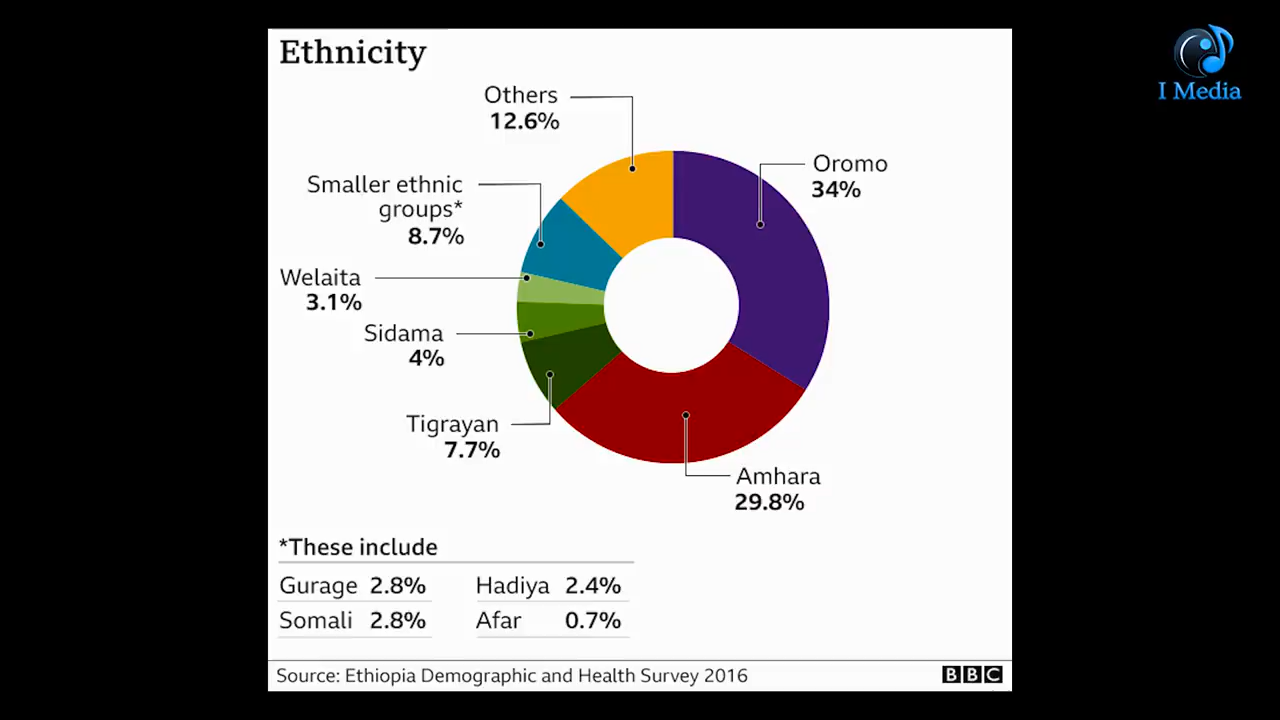 Ethnicity
I Media
Others
12.6%
Oromo
34%
Smaller ethnic
groups*
8.7%
Welaita
3.1%
Sidama
4%
Tigrayan
7.7%
Amhara
29.8%
*These include
Gurage 2.8% Hadiya 2.4%
Somali 2.8% Afar 0.7%
Source: Ethiopia Demographic and Health Survey 2016
BBC